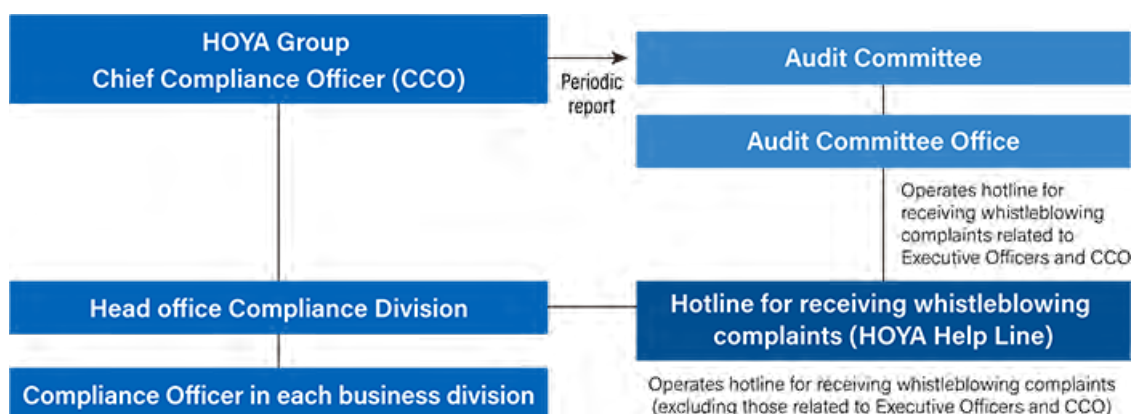 HOYA Group
Chief Compliance Officer (CCO)
Periodic
report
Audit Committee
Audit Committee Office
Operates hotline for
receiving whistleblowing
complaints related to
Executive Officers and CCO
Head office Compliance Division
Hotline for receiving whistleblowing
complaints (HOYA Help Line)
Compliance Officer in each business division
Operates hotline for receiving whistleblowing complaints
(excluding those related to Executive Officers and CCO)